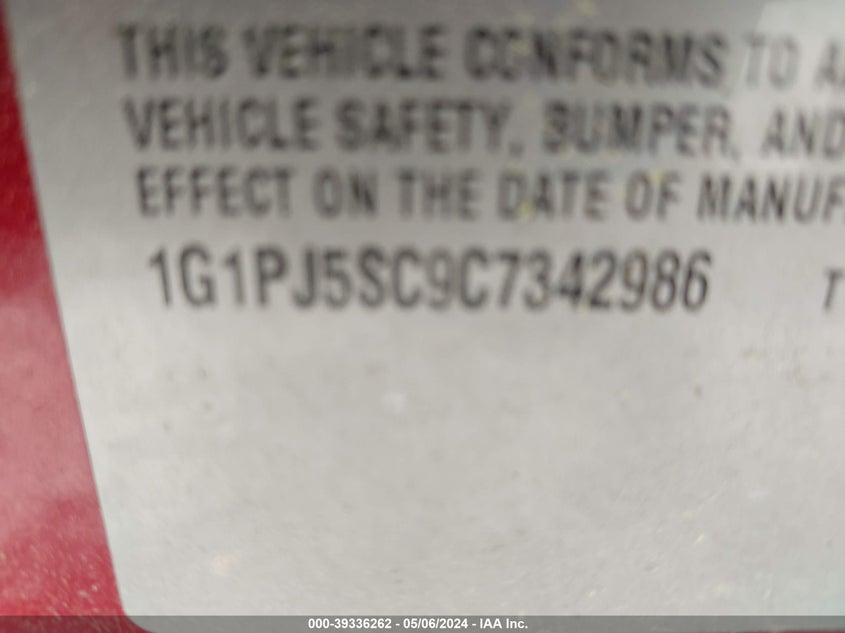 THIS VEHICLE CONFORMS TO
VEHICLE SAFETY, BUMPER, AND
EFFECT ON THE DATE OF
1G1PJ5SC9C7342986 T
000-39336262 - 05/06/2024 - IAA Inc.